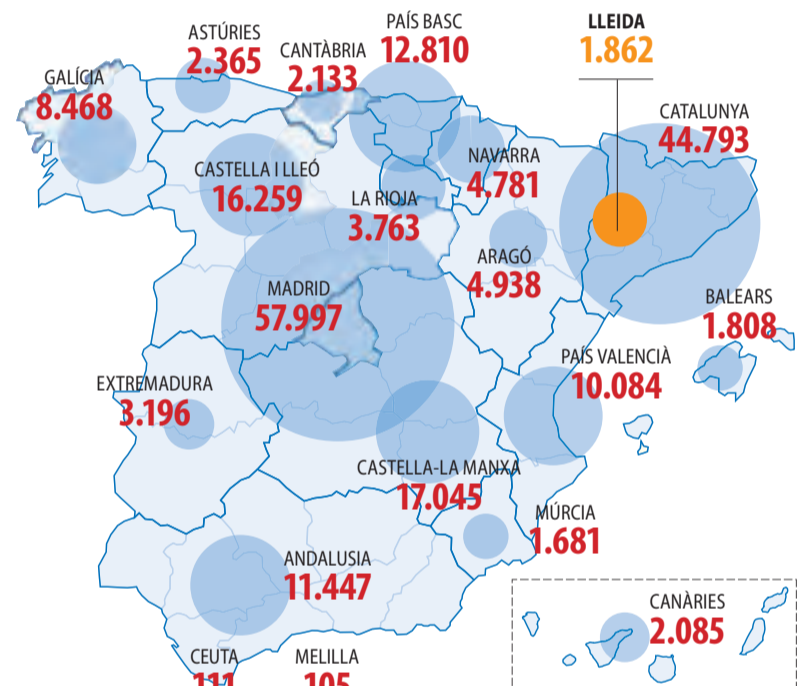 ASTÚRIES
2.365
CANTÀBRIA
2.133
PAÍS BASC
12.810
LLEIDA
1.862
GALÍCIA
8.468
CATALUNYA
44.793
CASTELLA I LLEÓ
16.259
NAVARRA
4.781
LA RIOJA
3.763
ARAGÓ
4.938
MADRID
57.997
BALEARS
1.808
PAÍS VALENCIÀ
10.084
EXTREMADURA
3.196
CASTELLA-LA MANXA
17.045
MÚRCIA
1.681
ANDALUSIA
11.447
CANÀRIES
2.085
CEUTA
111
MELILLA
105